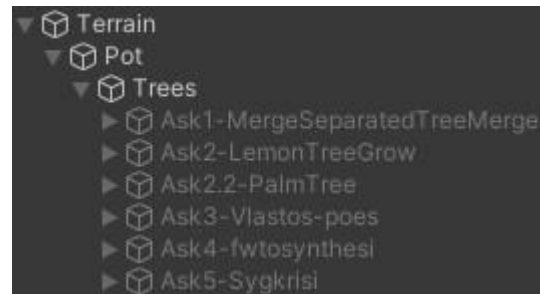 Terrain
Pot
Trees
Ask1-MergeSeparatedTreeMerge
Ask2-LemonTreeGrow
Ask2.2-PalmTree
Ask3-Vlastos-poes
Ask4-fwtosynthesi
Ask5-Sygkrisi